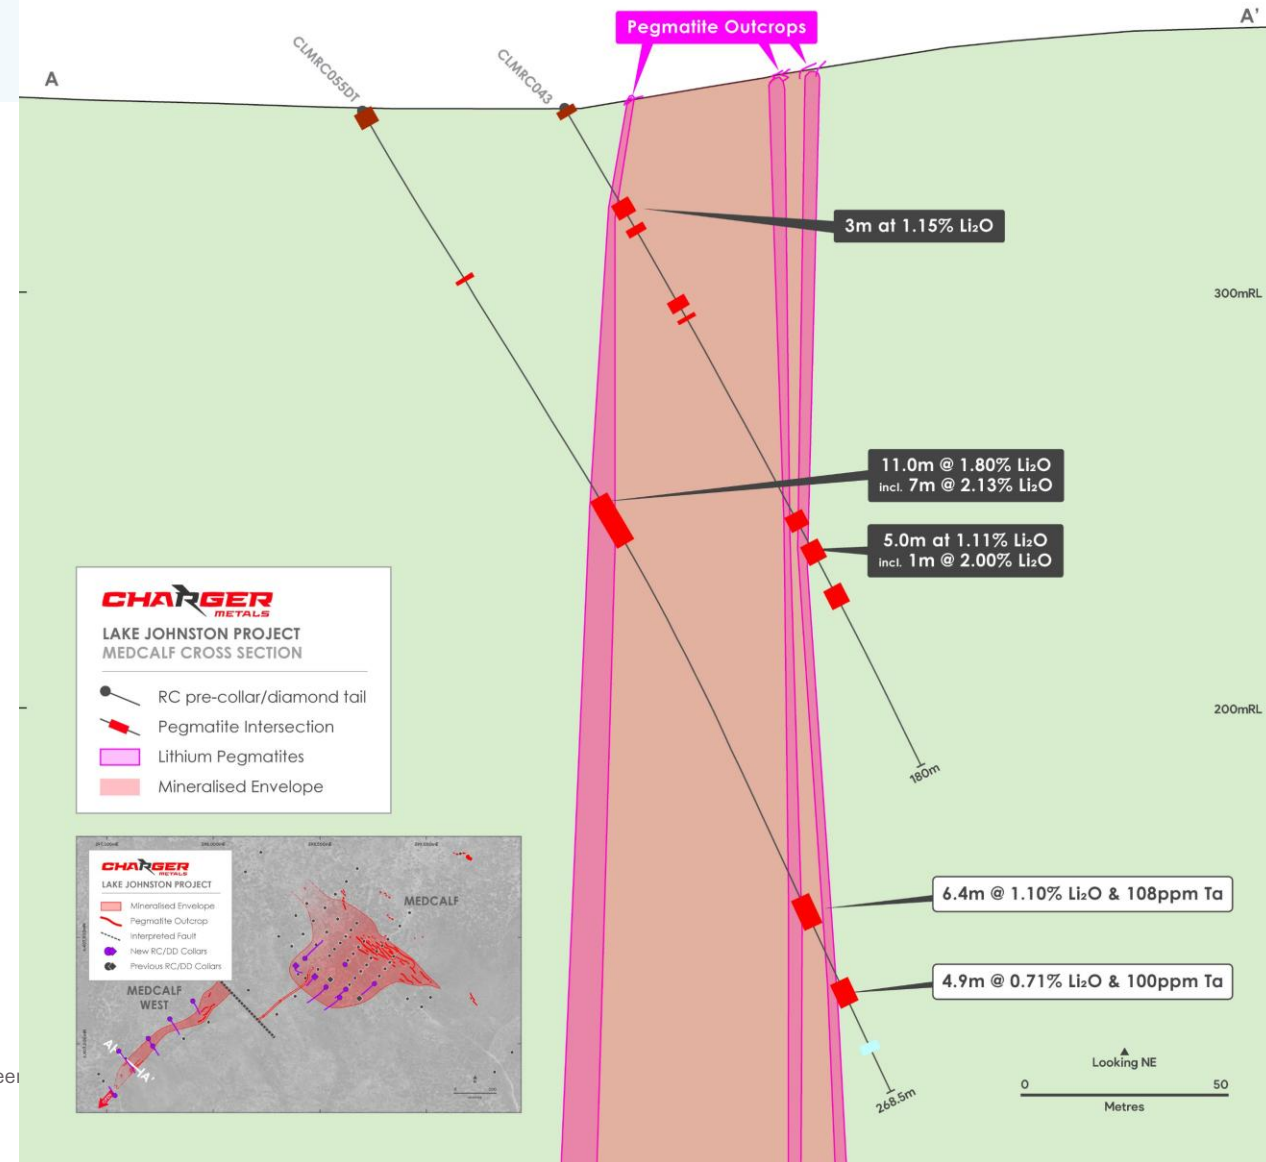 Pegmatite Outcrops
A'
A
CLMRC055DT
CLMRC043
3m at 1.15% Li₂O
300mRL
11.0m @ 1.80% Li₂O
incl. 7m @ 2.13% Li₂O
5.0m at 1.11% Li₂O
incl. 1m @ 2.00% Li₂O
CHARGER
METALS
LAKE JOHNSTON PROJECT
MEDCALF CROSS SECTION
RC pre-collar/diamond tail
Pegmatite Intersection
Lithium Pegmatites
Mineralised Envelope
200mRL
180m
6.4m @ 1.10% Li₂O & 108ppm Ta
4.9m @ 0.71% Li₂O & 100ppm Ta
268.5m
Looking NE
0 50
Metres
CHARGER
METALS
LAKE JOHNSTON PROJECT
Mineralised Envelope
Pegmatite Outcrop
Interpreted Fault
New RC/DD Collars
Previous RC/DD Collars
MEDCALF
MEDCALF
WEST
A'